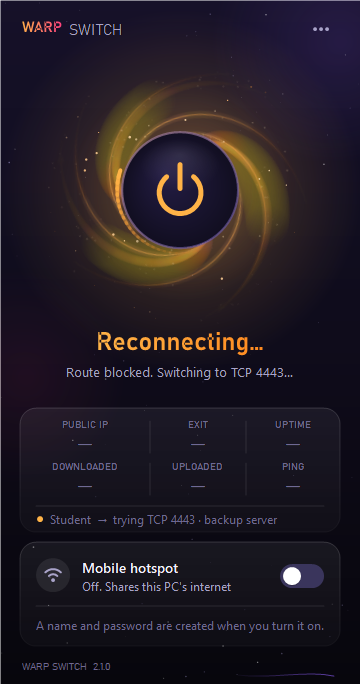 WARP SWITCH
Reconnecting...
Route blocked. Switching to TCP 4443...
PUBLIC IP EXIT UPTIME
— — —
DOWNLOADED UPLOADED PING
— — —
Student → trying TCP 4443 · backup server
Mobile hotspot
Off. Shares this PC's internet
A name and password are created when you turn it on.
WARP SWITCH 2.1.0